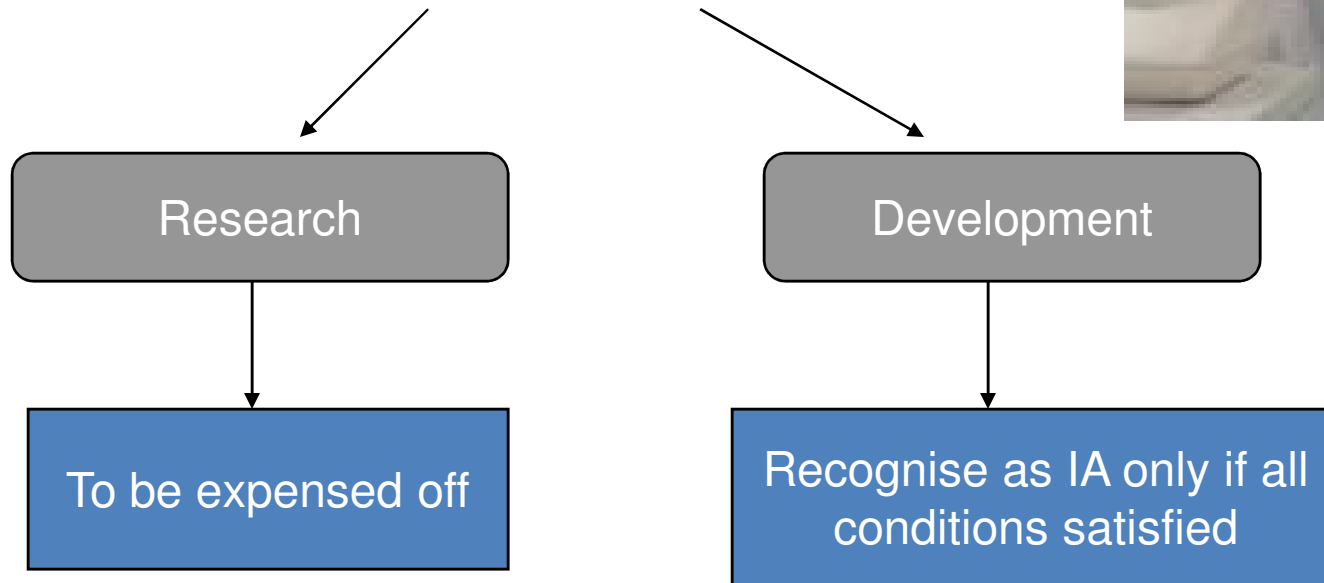 Research
Development
To be expensed off
Recognise as IA only if all
conditions satisfied